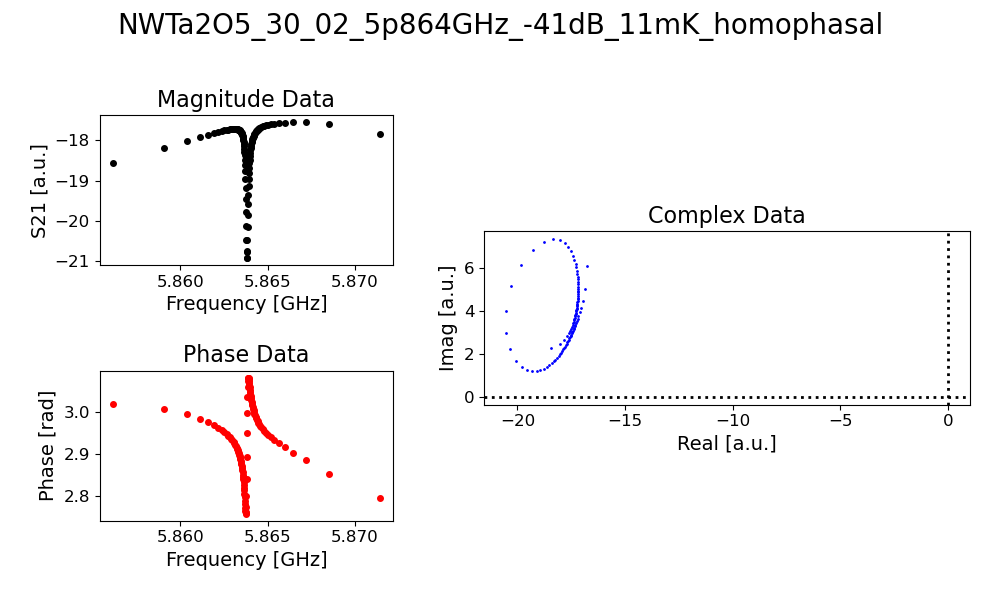 NWTa2O5_30_02_5p864GHz_-41dB_11mK_homophasal
Magnitude Data
S21 [a.u.]
−18
−19
−20
−21
5.860 5.865 5.870
Frequency [GHz]
Phase Data
Phase [rad]
3.0
2.9
2.8
5.860 5.865 5.870
Frequency [GHz]
Complex Data
Imag [a.u.]
6
4
2
0
−20 −15 −10 −5 0
Real [a.u.]